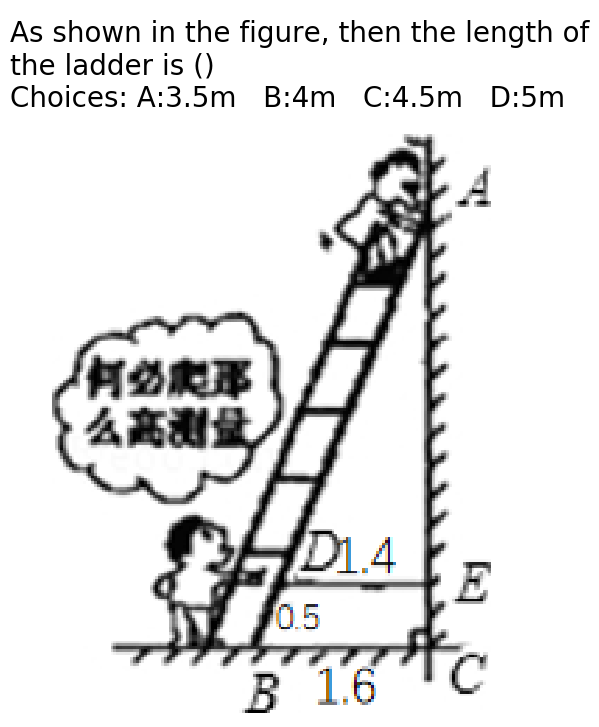 As shown in the figure, then the length of
the ladder is ()
Choices: A:3.5m B:4m C:4.5m D:5m
A
何必爬那
么高测量
D
1.4
E
0.5
B
1.6
C